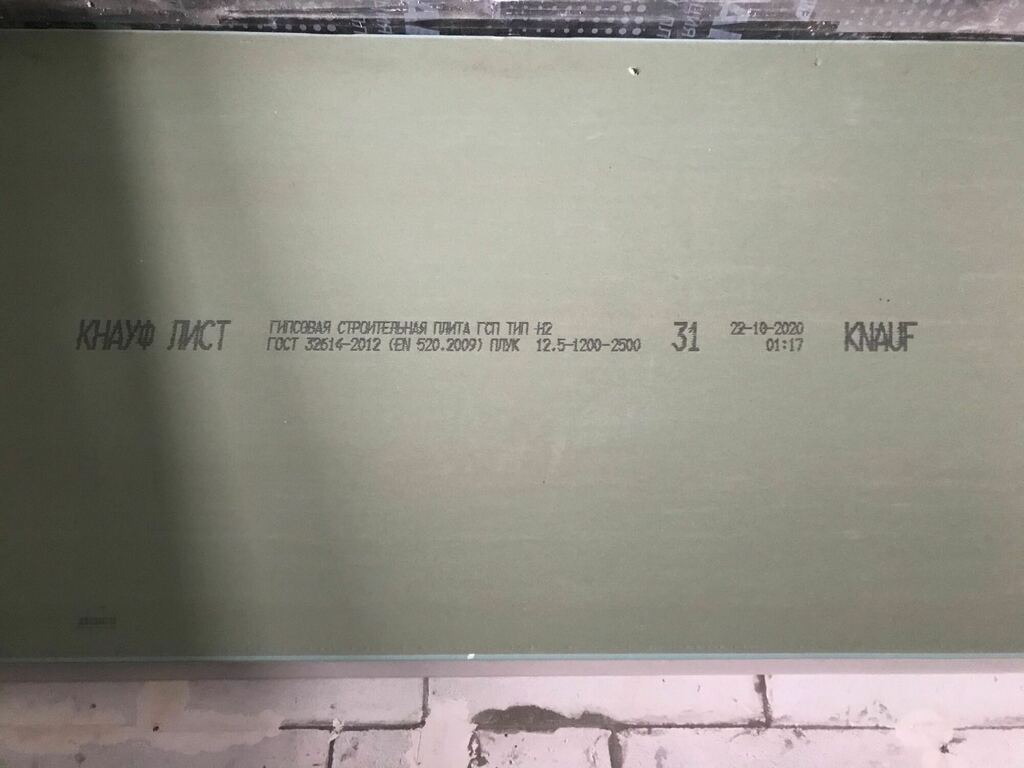 КНАУФ ЛИСТ
ГИПСОВАЯ СТРОИТЕЛЬНАЯ ПЛИТА ГСП ТИП H2
ГОСТ 32614-2012 (EN 520.2009) ПЛУК 12.5-1200-2500
31
22-10-2020
01:17
KNAUF